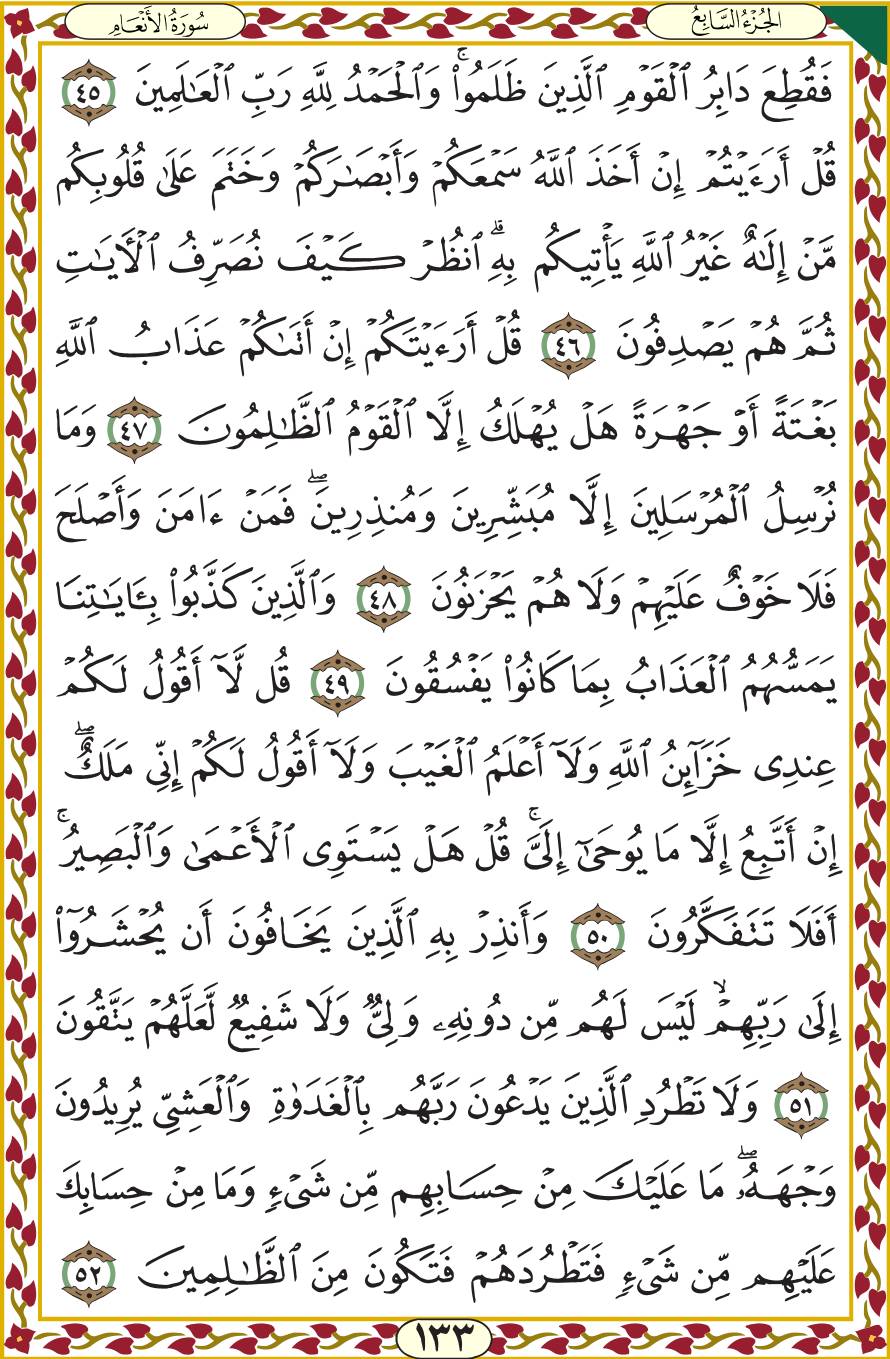 الجُزْءُ السَّابِعُ
سُورَةُ الأَنْعَامِ
فَقُطِعَ دَابِرُ ٱلۡقَوۡمِ ٱلَّذِينَ ظَلَمُواْۚ وَٱلۡحَمۡدُ لِلَّهِ رَبِّ ٱلۡعَٰلَمِينَ ٤٥
قُلۡ أَرَءَيۡتُمۡ إِنۡ أَخَذَ ٱللَّهُ سَمۡعَكُمۡ وَأَبۡصَٰرَكُمۡ وَخَتَمَ عَلَىٰ قُلُوبِكُم
مَّنۡ إِلَٰهٌ غَيۡرُ ٱللَّهِ يَأۡتِيكُم بِهِۗ ٱنظُرۡ كَيۡفَ نُصَرِّفُ ٱلۡأٓيَٰتِ
ثُمَّ هُمۡ يَصۡدِفُونَ ٤٦ قُلۡ أَرَءَيۡتَكُمۡ إِنۡ أَتَىٰكُمۡ عَذَابُ ٱللَّهِ
بَغۡتَةً أَوۡ جَهۡرَةً هَلۡ يُهۡلَكُ إِلَّا ٱلۡقَوۡمُ ٱلظَّٰلِمُونَ ٤٧ وَمَا
نُرۡسِلُ ٱلۡمُرۡسَلِينَ إِلَّا مُبَشِّرِينَ وَمُنذِرِينَۖ فَمَنۡ ءَامَنَ وَأَصۡلَحَ
فَلَا خَوۡفٌ عَلَيۡهِمۡ وَلَا هُمۡ يَحۡزَنُونَ ٤٨ وَٱلَّذِينَ كَذَّبُواْ بِـَٔايَٰتِنَا
يَمَسُّهُمُ ٱلۡعَذَابُ بِمَا كَانُواْ يَفۡسُقُونَ ٤٩ قُل لَّآ أَقُولُ لَكُمۡ
عِندِي خَزَآئِنُ ٱللَّهِ وَلَآ أَعۡلَمُ ٱلۡغَيۡبَ وَلَآ أَقُولُ لَكُمۡ إِنِّي مَلَكٌۖ
إِنۡ أَتَّبِعُ إِلَّا مَا يُوحَىٰٓ إِلَيَّۚ قُلۡ هَلۡ يَسۡتَوِي ٱلۡأَعۡمَىٰ وَٱلۡبَصِيرُۚ
أَفَلَا تَتَفَكَّرُونَ ٥٠ وَأَنذِرۡ بِهِ ٱلَّذِينَ يَخَافُونَ أَن يُحۡشَرُوٓاْ
إِلَىٰ رَبِّهِمۡۙ لَيۡسَ لَهُم مِّن دُونِهِۦ وَلِيٌّ وَلَا شَفِيعٌ لَّعَلَّهُمۡ يَتَّقُونَ
٥١ وَلَا تَطۡرُدِ ٱلَّذِينَ يَدۡعُونَ رَبَّهُم بِٱلۡغَدَوٰةِ وَٱلۡعَشِيِّ يُرِيدُونَ
وَجۡهَهُۥۖ مَا عَلَيۡكَ مِنۡ حِسَابِهِم مِّن شَيۡءٖ وَمَا مِنۡ حِسَابِكَ
عَلَيۡهِم مِّن شَيۡءٖ فَتَطۡرُدَهُمۡ فَتَكُونَ مِنَ ٱلظَّٰلِمِينَ ٥٢
١٣٣